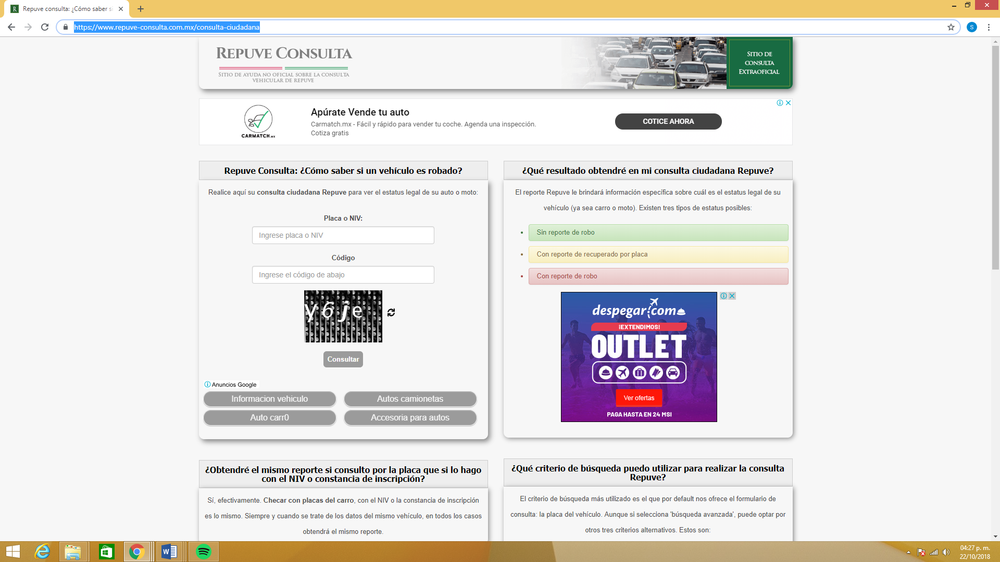 Repuve consulta: ¿Cómo saber si
https://www.repuve-consulta.com.mx/consulta-ciudadana
S
REPUVE CONSULTA
SITIO DE AYUDA NO OFICIAL SOBRE LA CONSULTA
VEHICULAR DE REPUVE
SITIO DE
CONSULTA
EXTRAOFICIAL
CARMATCH.MX
Apúrate Vende tu auto
Carmatch.mx - Fácil y rápido para vender tu coche. Agenda una inspección.
Cotiza gratis
COTICE AHORA
Repuve Consulta: ¿Cómo saber si un vehículo es robado?
Realice aquí su consulta ciudadana Repuve para ver el estatus legal de su auto o moto:
Placa o NIV:
Ingrese placa o NIV
Código
Ingrese el código de abajo
y6je
Consultar
Anuncios Google
Informacion vehiculo
Autos camionetas
Auto carr0
Accesoria para autos
¿Qué resultado obtendré en mi consulta ciudadana Repuve?
El reporte Repuve le brindará información específica sobre cuál es el estatus legal de su
vehículo (ya sea carro o moto). Existen tres tipos de estatus posibles:
• Sin reporte de robo
• Con reporte de recuperado por placa
• Con reporte de robo
despegar.com
¡EXTENDIMOS!
OUTLET
Ver ofertas
PAGA HASTA EN 24 MSI
¿Obtendré el mismo reporte si consulto por la placa que si lo hago
con el NIV o constancia de inscripción?
Sí, efectivamente. Checar con placas del carro, con el NIV o la constancia de inscripción
es lo mismo. Siempre y cuando se trate de los datos del mismo vehículo, en todos los casos
obtendrá el mismo reporte.
¿Qué criterio de búsqueda puedo utilizar para realizar la consulta
Repuve?
El criterio de búsqueda más utilizado es el que por default nos ofrece el formulario de
consulta: la placa del vehículo. Aunque si selecciona 'búsqueda avanzada', puede optar por
otros tres criterios alternativos. Estos son:
04:27 p. m.
22/10/2018